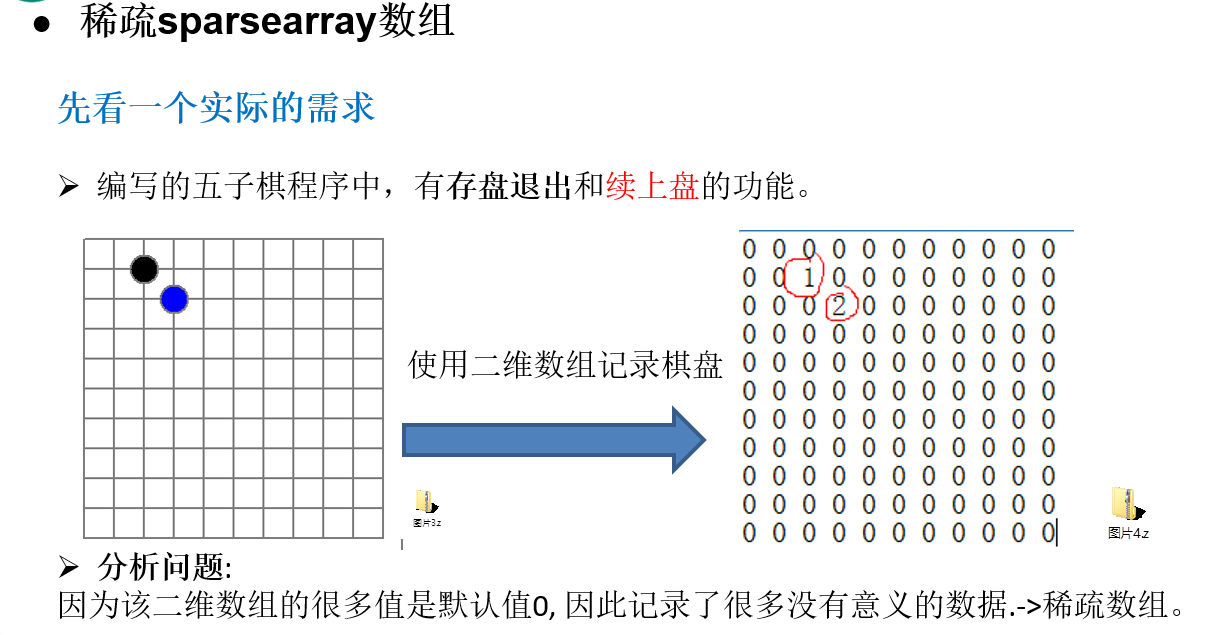 ● 稀疏sparsearray数组
先看一个实际的需求
➢ 编写的五子棋程序中，有存盘退出和续上盘的功能。
0 0 0 0 0 0 0 0 0 0 0
0 0 1 0 0 0 0 0 0 0 0
0 0 0 2 0 0 0 0 0 0 0
0 0 0 0 0 0 0 0 0 0 0
使用二维数组记录棋盘
0 0 0 0 0 0 0 0 0 0 0
0 0 0 0 0 0 0 0 0 0 0
0 0 0 0 0 0 0 0 0 0 0
0 0 0 0 0 0 0 0 0 0 0
0 0 0 0 0 0 0 0 0 0 0
0 0 0 0 0 0 0 0 0 0 0
0 0 0 0 0 0 0 0 0 0 0
图片3.z
图片4.z
➢ 分析问题:
因为该二维数组的很多值是默认值0, 因此记录了很多没有意义的数据.->稀疏数组。